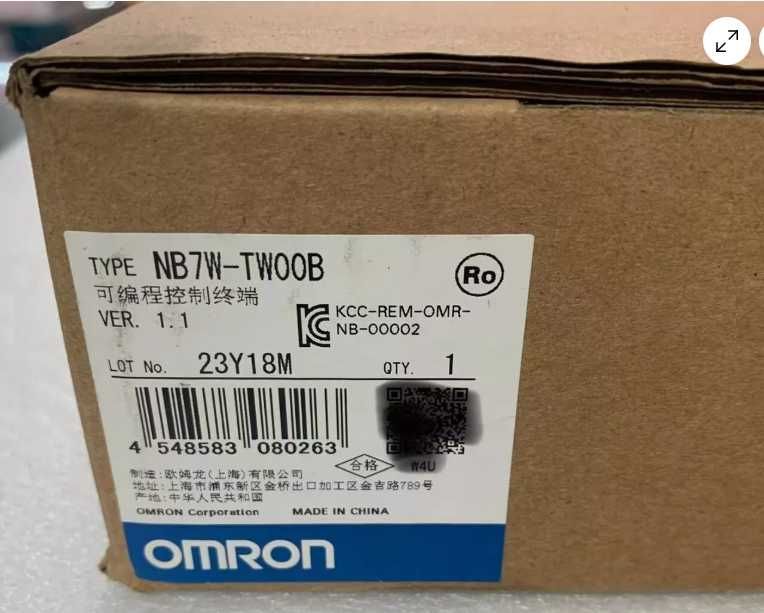 TYPE NB7W-TW00B
Ro
可编程控制终端
VER. 1.1
KCC-REM-OMR-
NB-00002
LOT No. 23Y18M QTY. 1
4 548583 080263
合格 W4U
制造:欧姆龙(上海)有限公司
地址:上海市浦东新区金桥出口加工区金吉路789号
产地:中华人民共和国
OMRON Corporation MADE IN CHINA
OMRON